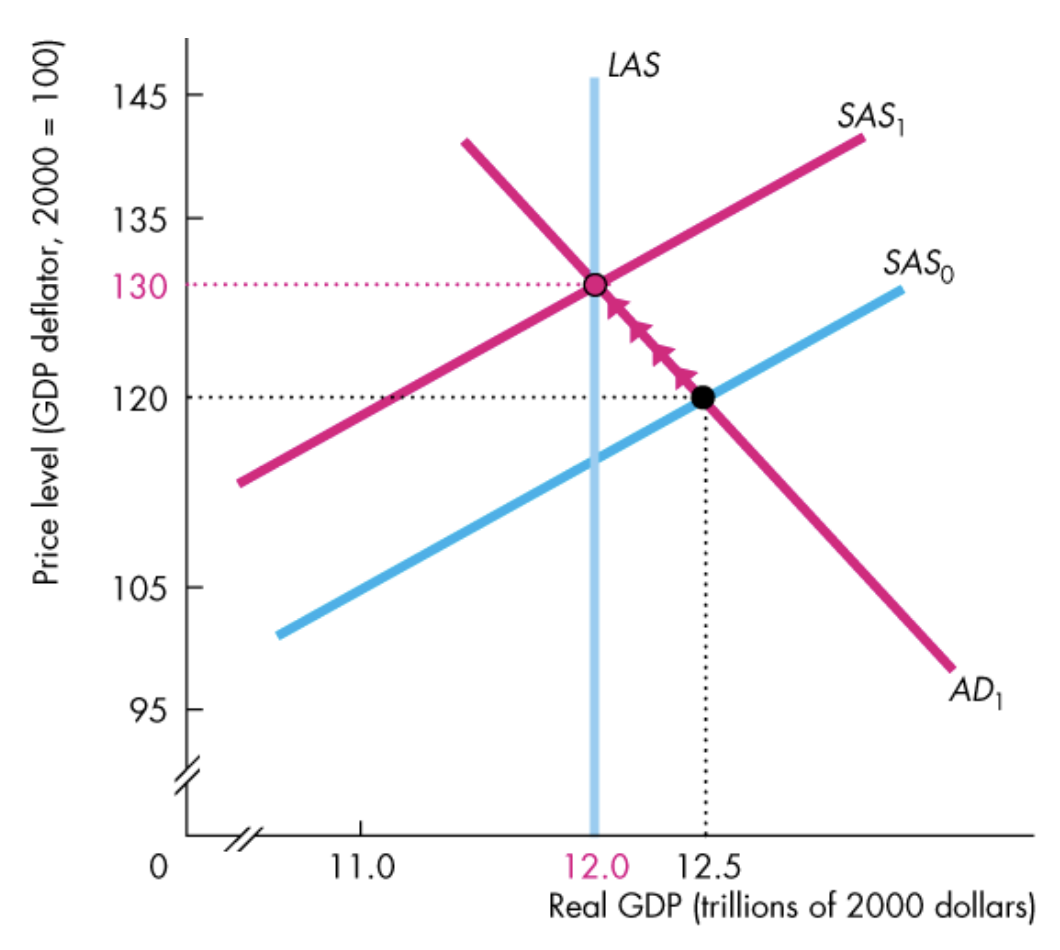 Price level (GDP deflator, 2000 = 100)
LAS
145
SAS1
135
SAS0
130
120
105
AD1
95
0
11.0
12.0
12.5
Real GDP (trillions of 2000 dollars)